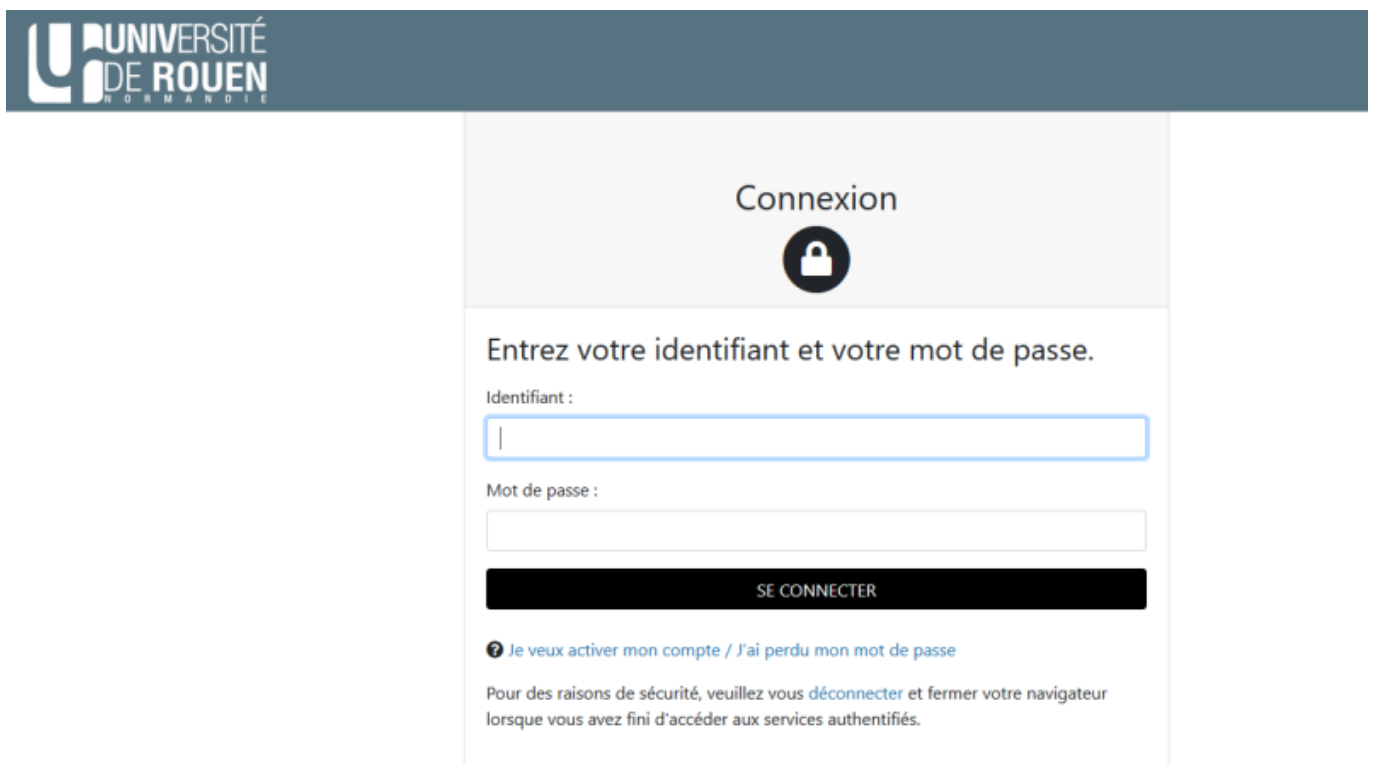 UNIVERSITÉ
DE ROUEN
NORMANDIE
Connexion
Entrez votre identifiant et votre mot de passe.
Identifiant :
Mot de passe :
SE CONNECTER
Je veux activer mon compte / J'ai perdu mon mot de passe
Pour des raisons de sécurité, veuillez vous déconnecter et fermer votre navigateur
lorsque vous avez fini d'accéder aux services authentifiés.